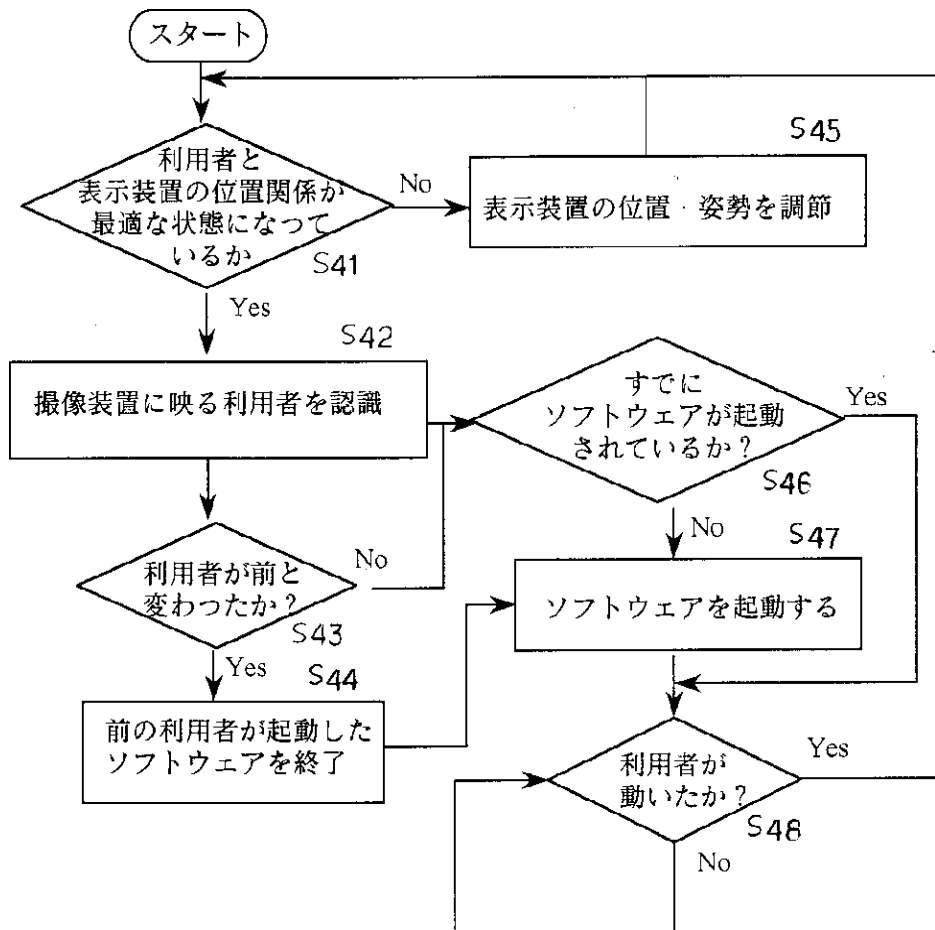 スタート
利用者と
表示装置の位置関係が
最適な状態になつて
いるか
S41
No
S45
表示装置の位置・姿勢を調節
Yes
S42
撮像装置に映る利用者を認識
すでに
ソフトウェアが起動
されているか?
S46
Yes
No
S47
ソフトウェアを起動する
利用者が前と
変わつたか?
S43
No
Yes
S44
前の利用者が起動した
ソフトウェアを終了
利用者が
動いたか?
S48
Yes
No